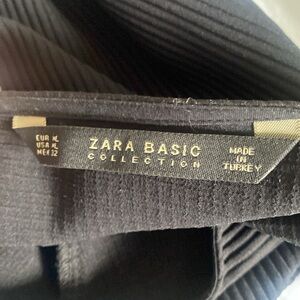 EUR XL
USA XL
MEX 32
ZARA BASIC
COLLECTION
MADE
IN
TURKEY